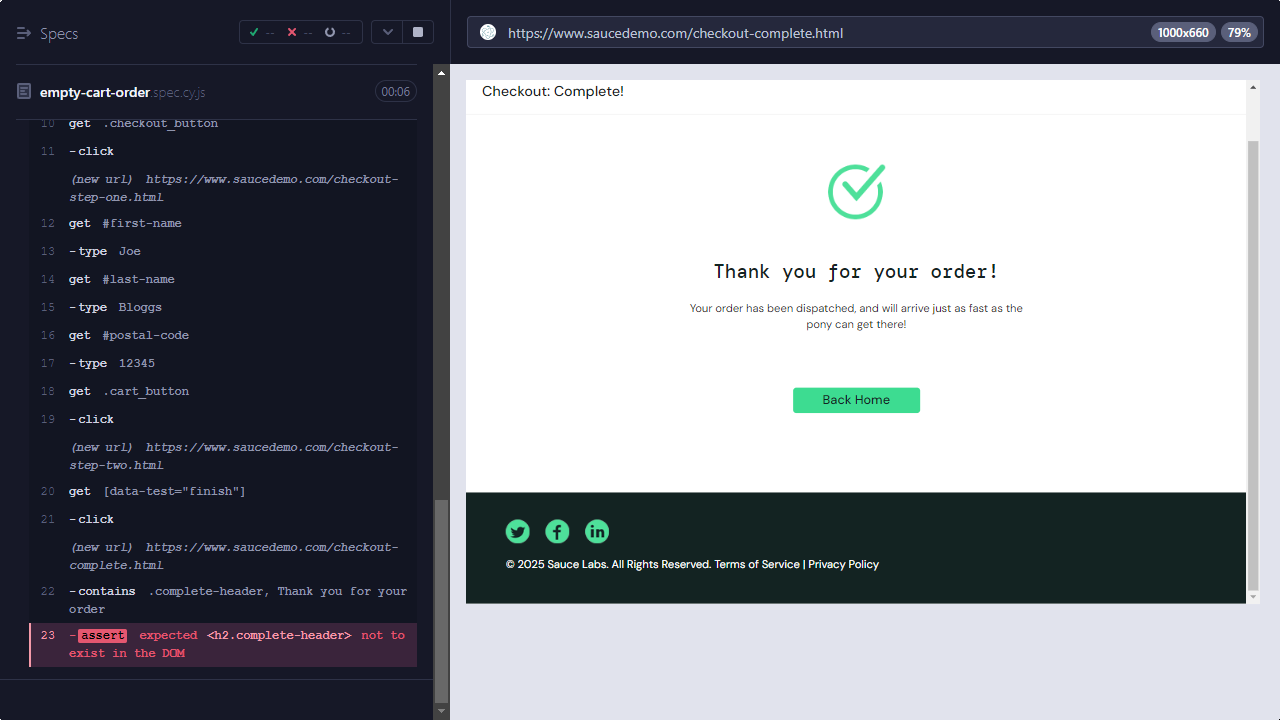 Specs
--
--
--
https://www.saucedemo.com/checkout-complete.html
1000x660
79%
empty-cart-order.spec.cy.js
00:06
10 get .checkout_button
11 -click
(new url) https://www.saucedemo.com/checkout-
step-one.html
12 get #first-name
13 -type Joe
14 get #last-name
15 -type Bloggs
16 get #postal-code
17 -type 12345
18 get .cart_button
19 -click
(new url) https://www.saucedemo.com/checkout-
step-two.html
20 get [data-test="finish"]
21 -click
(new url) https://www.saucedemo.com/checkout-
complete.html
22 -contains .complete-header, Thank you for your
order
23 -assert expected <h2.complete-header> not to
exist in the DOM
Checkout: Complete!
Thank you for your order!
Your order has been dispatched, and will arrive just as fast as the
pony can get there!
Back Home
© 2025 Sauce Labs. All Rights Reserved. Terms of Service | Privacy Policy